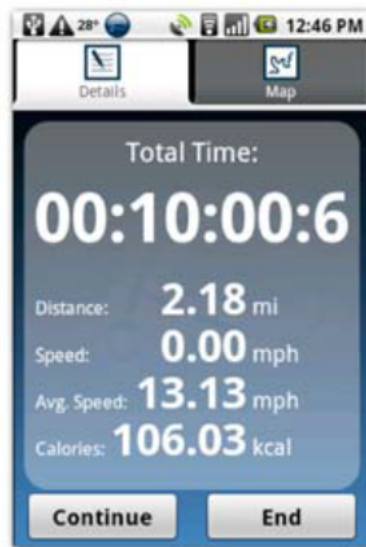 28° 12:46 PM
Details Map
Total Time:
00:10:00:6
Distance: 2.18 mi
Speed: 0.00 mph
Avg. Speed: 13.13 mph
Calories: 106.03 kcal
Continue End